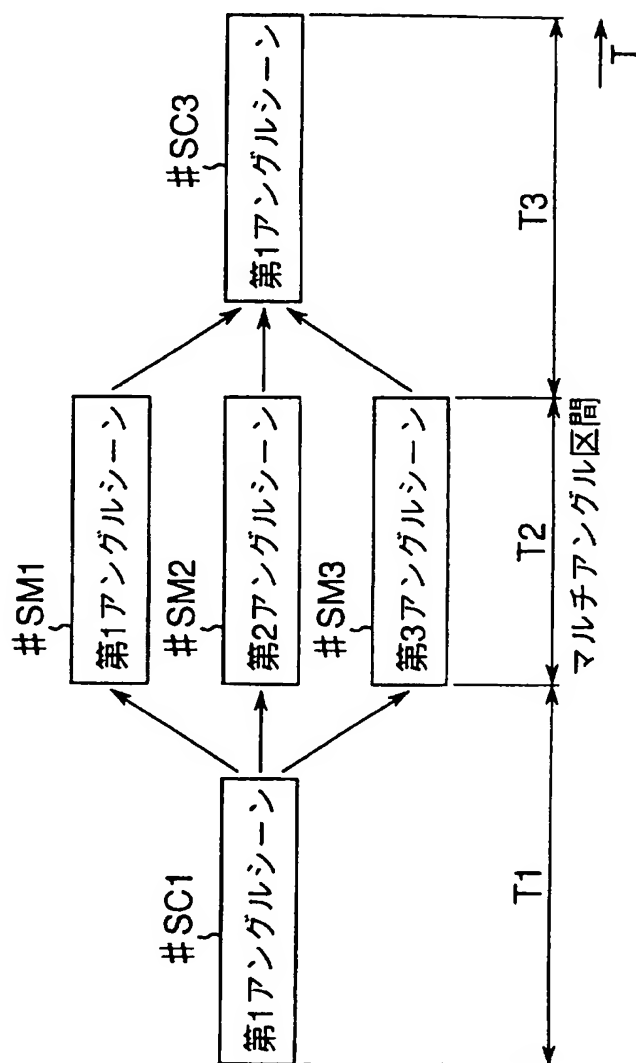 #SM1
第1アングルシーン
#SC1
第1アングルシーン
#SM2
第2アングルシーン
#SC3
第1アングルシーン
#SM3
第3アングルシーン
T1
T2
T3
マルチアングル区間
T